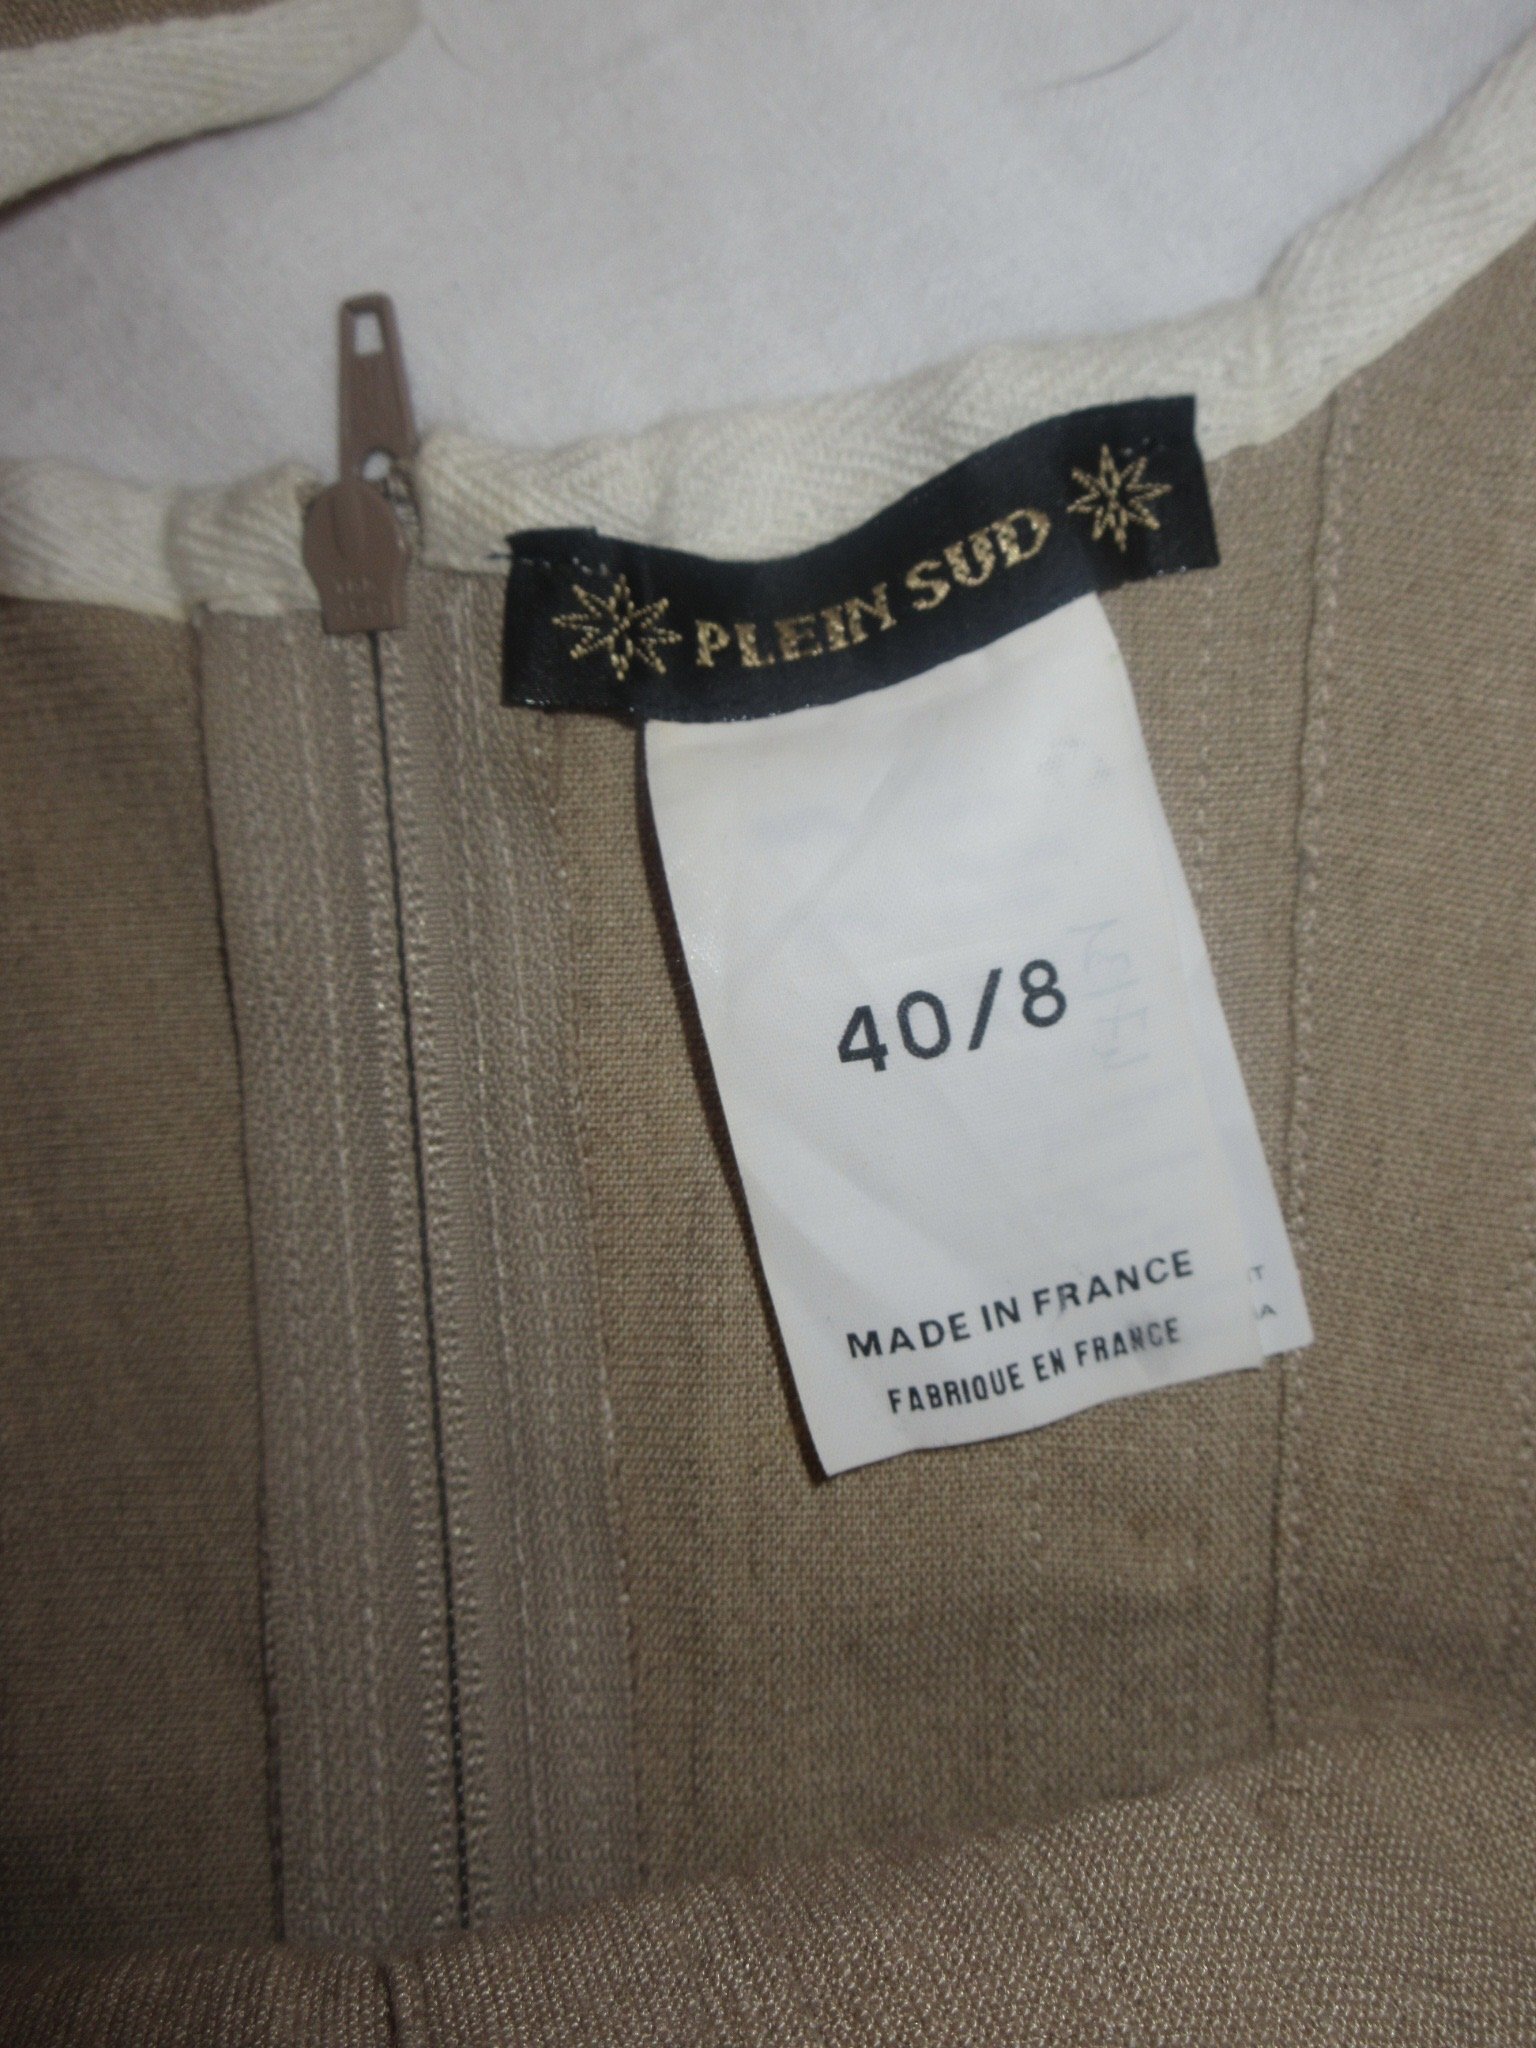 PLEIN SUD
40/8
MADE IN FRANCE
FABRIQUE EN FRANCE